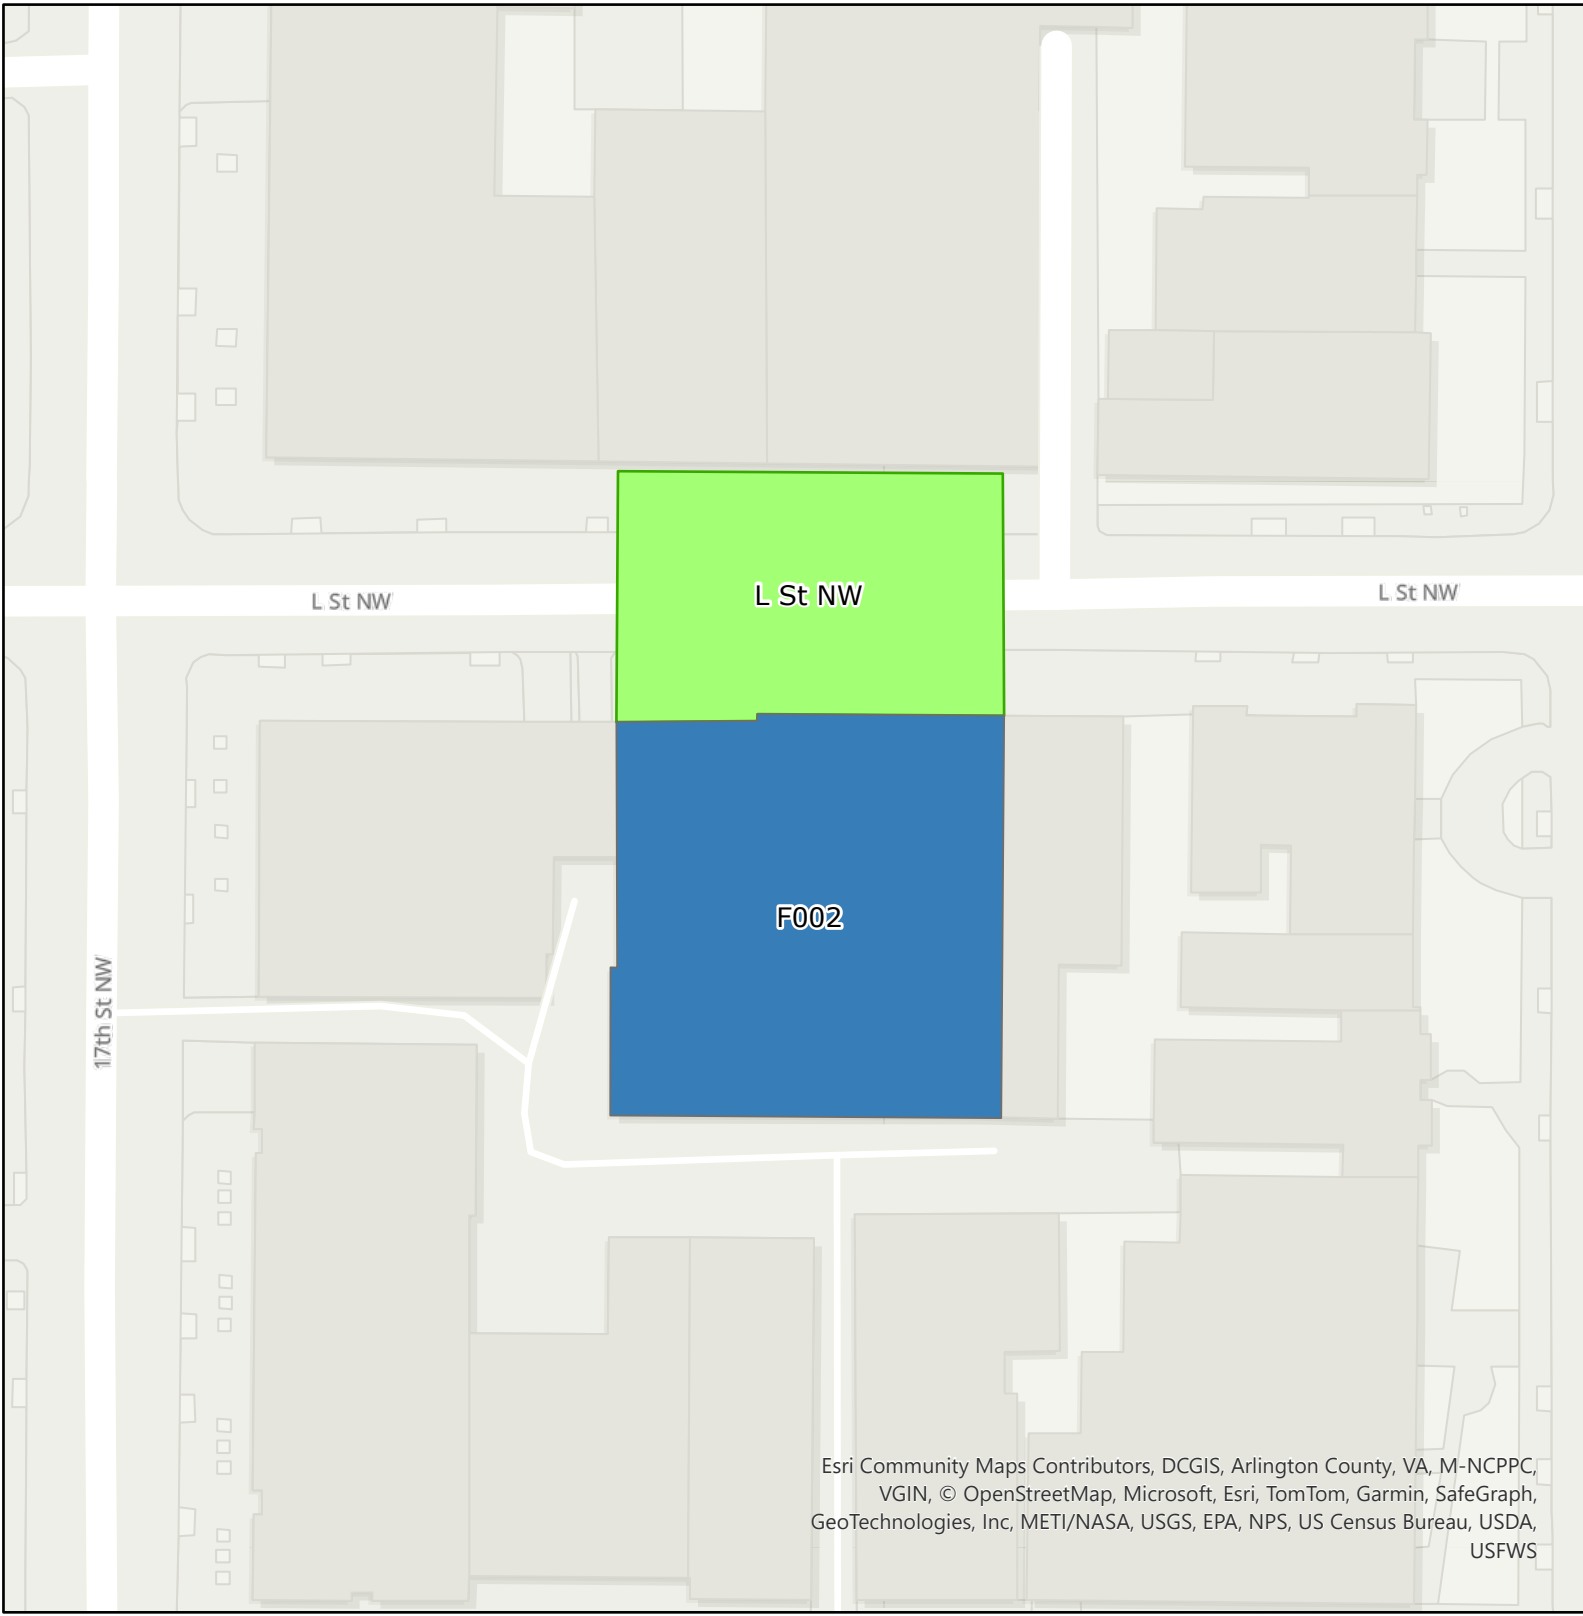 L St NW
L St NW
L St NW
F002
17th St NW
Esri Community Maps Contributors, DCGIS, Arlington County, VA, M-NCPPC,
VGIN, © OpenStreetMap, Microsoft, Esri, TomTom, Garmin, SafeGraph,
GeoTechnologies, Inc, METI/NASA, USGS, EPA, NPS, US Census Bureau, USDA,
USFWS